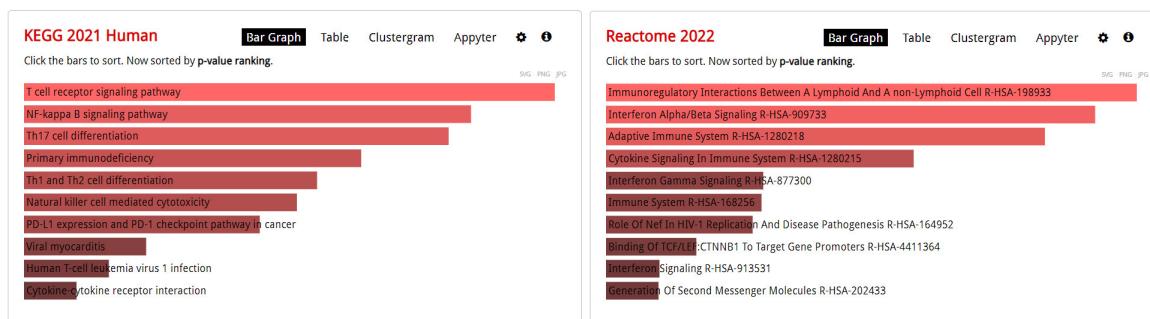 KEGG 2021 Human
Bar Graph Table Clustergram Appyter
Click the bars to sort. Now sorted by p-value ranking.
SVG PNG JPG
T cell receptor signaling pathway
NF-kappa B signaling pathway
Th17 cell differentiation
Primary immunodeficiency
Th1 and Th2 cell differentiation
Natural killer cell mediated cytotoxicity
PD-L1 expression and PD-1 checkpoint pathway in cancer
Viral myocarditis
Human T-cell leukemia virus 1 infection
Cytokine-cytokine receptor interaction
Reactome 2022
Bar Graph Table Clustergram Appyter
Click the bars to sort. Now sorted by p-value ranking.
SVG PNG JPG
Immunoregulatory Interactions Between A Lymphoid And A non-Lymphoid Cell R-HSA-198933
Interferon Alpha/Beta Signaling R-HSA-909733
Adaptive Immune System R-HSA-1280218
Cytokine Signaling In Immune System R-HSA-1280215
Interferon Gamma Signaling R-HSA-877300
Immune System R-HSA-168256
Role Of Nef In HIV-1 Replication And Disease Pathogenesis R-HSA-164952
Binding Of TCF/LEF:CTNNB1 To Target Gene Promoters R-HSA-4411364
Interferon Signaling R-HSA-913531
Generation Of Second Messenger Molecules R-HSA-202433